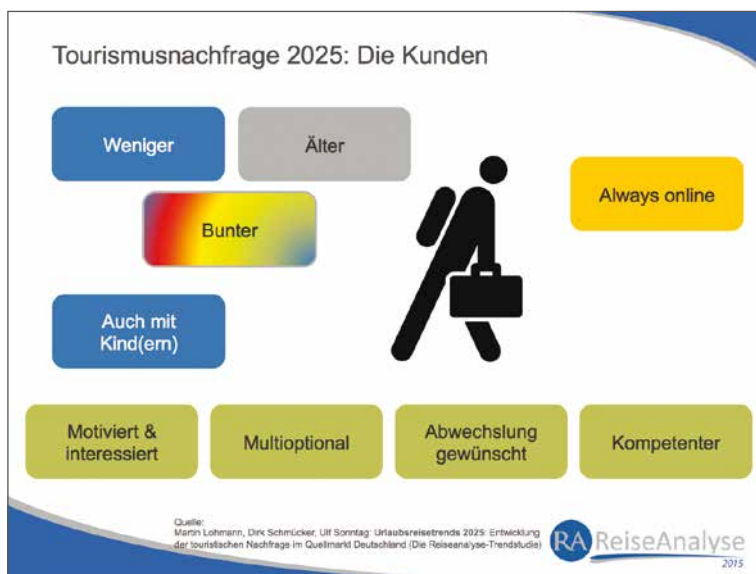 Tourismusnachfrage 2025: Die Kunden
Weniger
Älter
Always online
Bunter
Auch mit
Kind(ern)
Motiviert &
interessiert
Multioptional
Abwechslung
gewünscht
Kompetenter
Quelle:
Martin Lohmann, Dirk Schmücker, Ulf Sonntag: Urlaubsreisetrends 2025: Entwicklung
der touristischen Nachfrage im Quellmarkt Deutschland (Die Reiseanalyse-Trendstudie)
RA ReiseAnalyse
2015